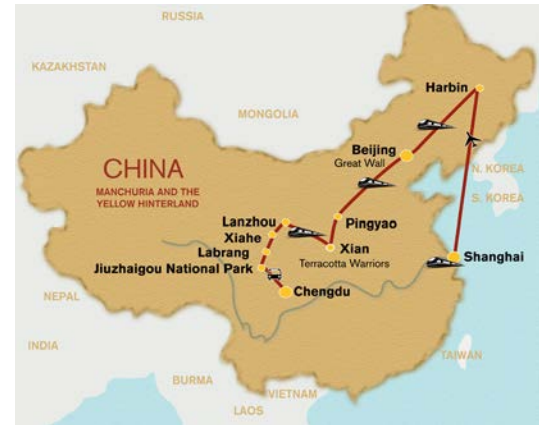 RUSSIA
KAZAKHSTAN
MONGOLIA
Harbin
Beijing
Great Wall
CHINA
MANCHURIA AND THE
YELLOW HINTERLAND
N. KOREA
S. KOREA
Lanzhou
Pingyao
Xiahe
Xian
Labrang
Terracotta Warriors
Shanghai
Jiuzhaigou National Park
Chengdu
NEPAL
INDIA
TAIWAN
BURMA
VIETNAM
LAOS